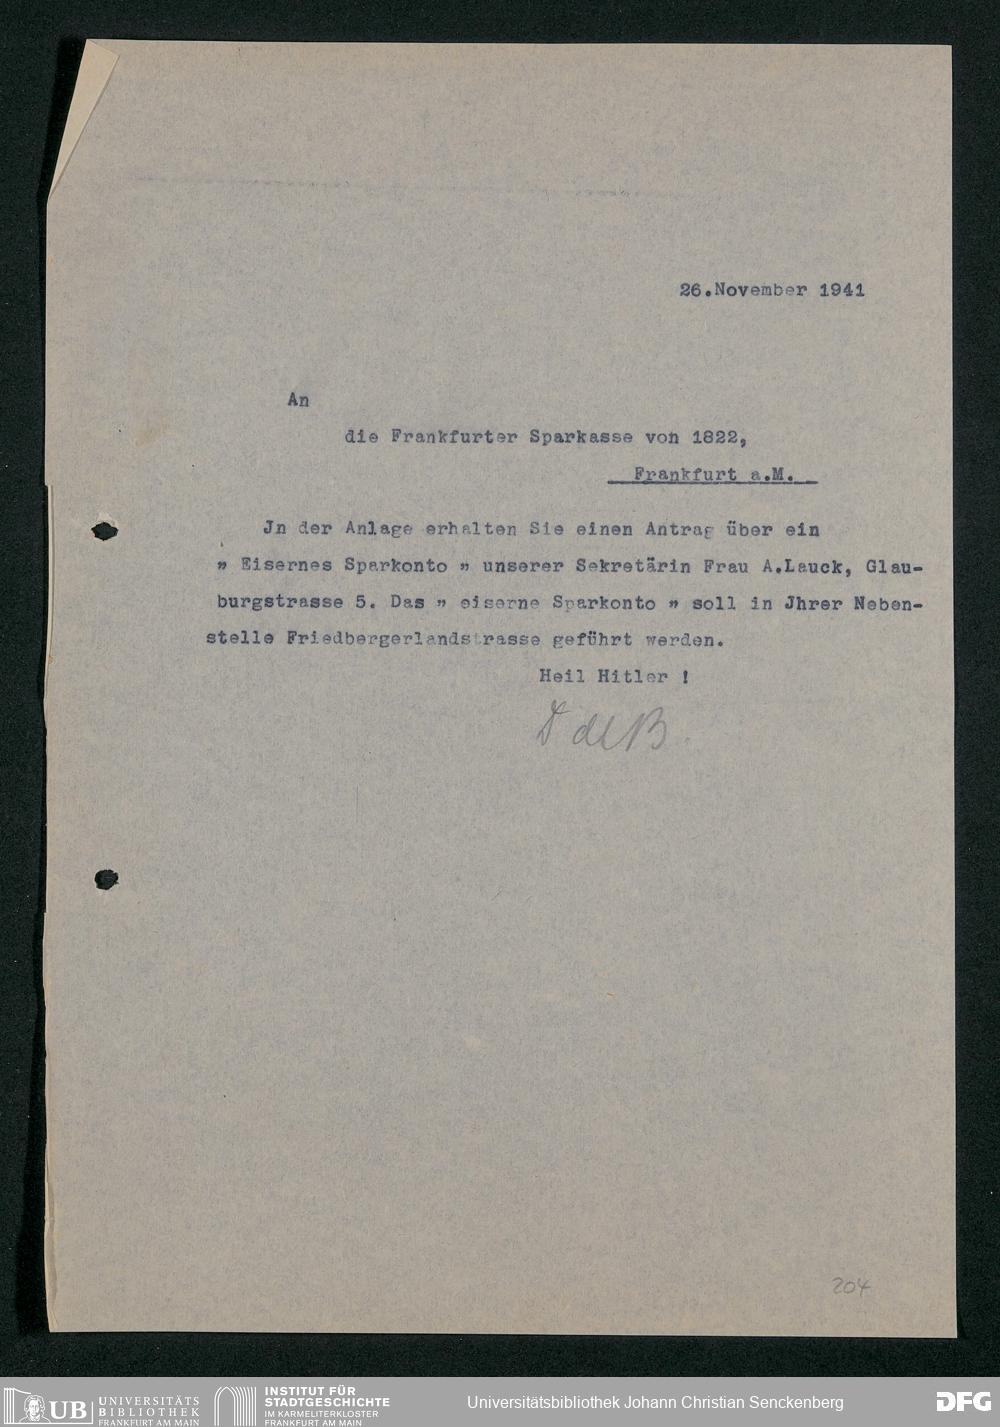 26.November 1941
An
die Frankfurter Sparkasse von 1822,
Frankfurt a.M.
Jn der Anlage erhalten Sie einen Antrag über ein
" Eisernes Sparkonto " unserer Sekretärin Frau A.Lauck, Glau-
burgstrasse 5. Das " eiserne Sparkonto " soll in Jhrer Neben-
stelle Friedbergerlandstrasse geführt werden.
Heil Hitler !
D d B
204
UB UNIVERSITÄTS
BIBLIOTHEK
FRANKFURT AM MAIN
INSTITUT FÜR
STADTGESCHICHTE
IM KARMELITERKLOSTER
FRANKFURT AM MAIN
Universitätsbibliothek Johann Christian Senckenberg
DFG